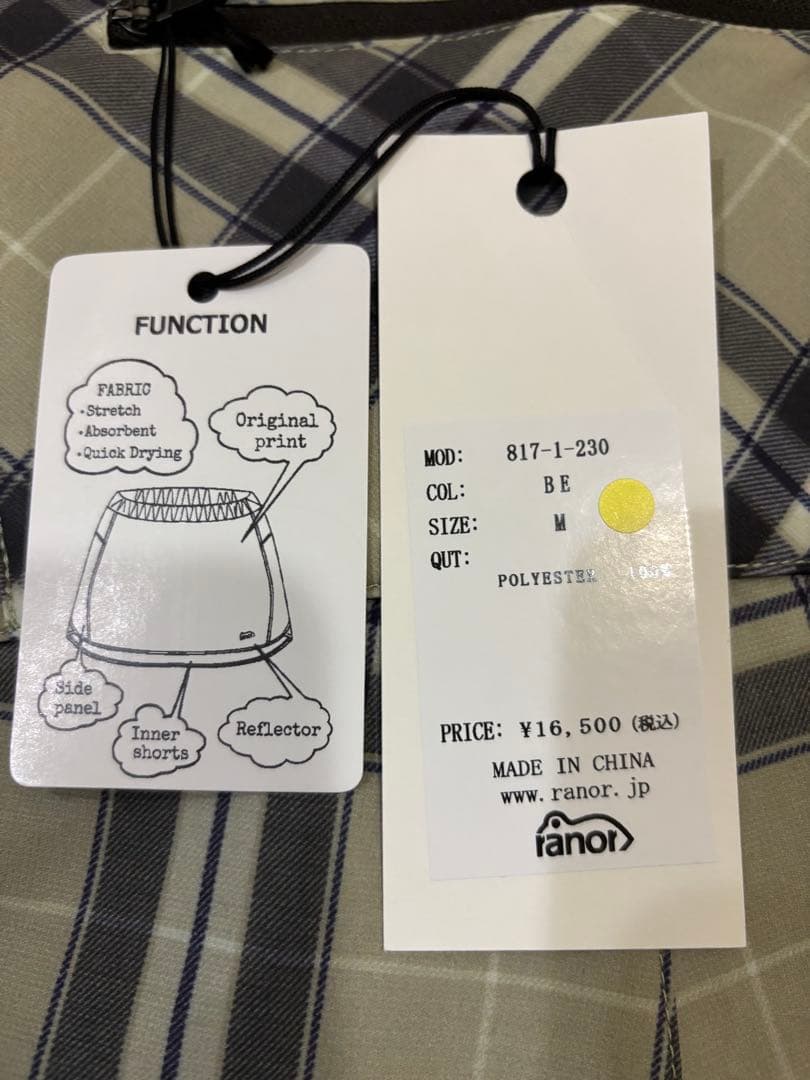 FUNCTION
FABRIC
・Stretch
・Absorbent
・Quick Drying
Original
print
Side
panel
Inner
shorts
Reflector
MOD: 817-1-230
COL: BE
SIZE: M
QUT:
POLYESTER 100%
PRICE: ¥16,500(税込)
MADE IN CHINA
www.ranor.jp
ranor